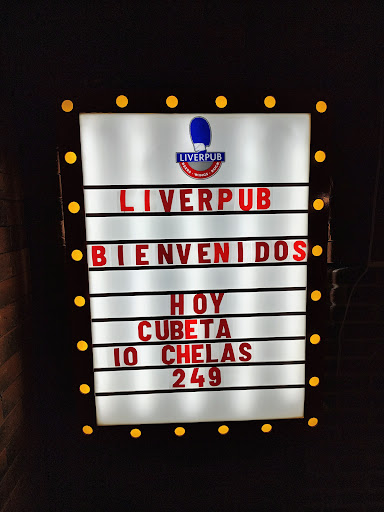 LIVERPUB
LIVERPUB
BIENVENIDOS
HOY
CUBETA
10 CHELAS
249